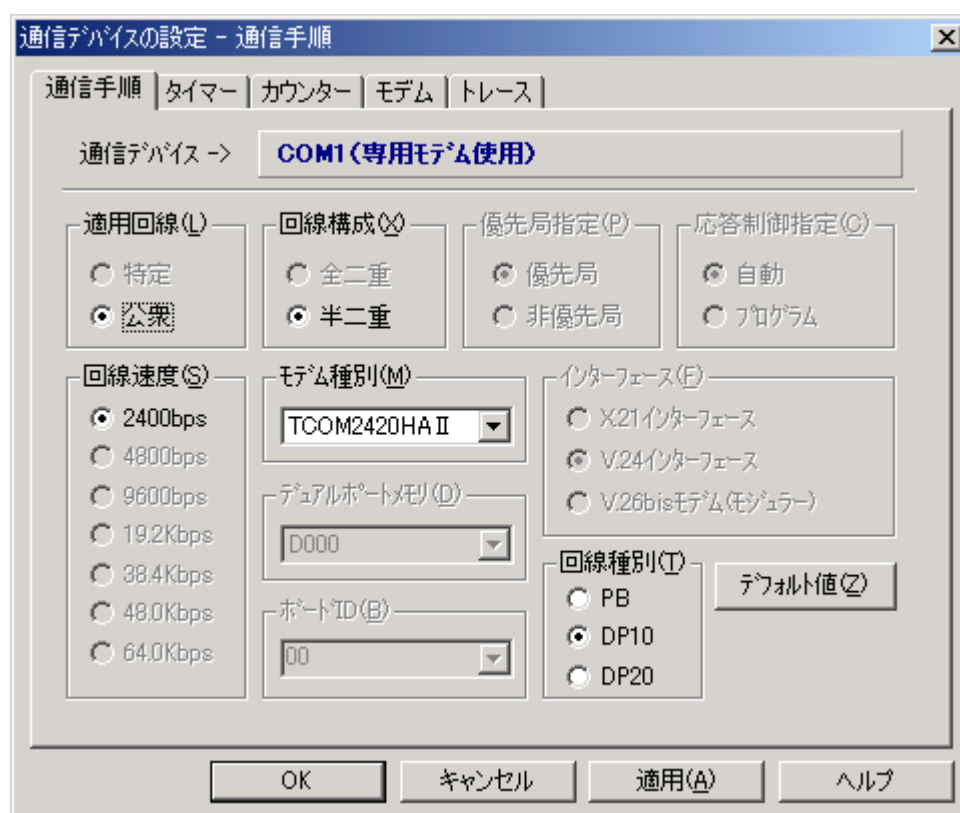 通信ﾃﾞﾊﾞｲｽの設定 - 通信手順
通信手順 タイマー カウンター モデム トレース
通信ﾃﾞﾊﾞｲｽ -> COM1(専用ﾓﾃﾞﾑ使用)
適用回線(L) 回線構成(X) 優先局指定(P) 応答制御指定(C)
特定 全二重 優先局 自動
公衆 半二重 非優先局 ﾌﾟﾛｸﾞﾗﾑ
回線速度(S) ﾓﾃﾞﾑ種別(M) ｲﾝﾀｰﾌｪｰｽ(F)
2400bps TCOM2420HAⅡ X.21ｲﾝﾀｰﾌｪｰｽ
4800bps V.24ｲﾝﾀｰﾌｪｰｽ
9600bps ﾃﾞｭｱﾙﾎﾟｰﾄﾒﾓﾘ(D) V.26bisﾓﾃﾞﾑ(ﾓｼﾞｭﾗｰ)
19.2Kbps D000
38.4Kbps 回線種別(T) ﾃﾞﾌｫﾙﾄ値(Z)
48.0Kbps ﾎﾞｰﾄﾞID(B) PB
64.0Kbps 00 DP10
DP20
OK キャンセル 適用(A) ヘルプ